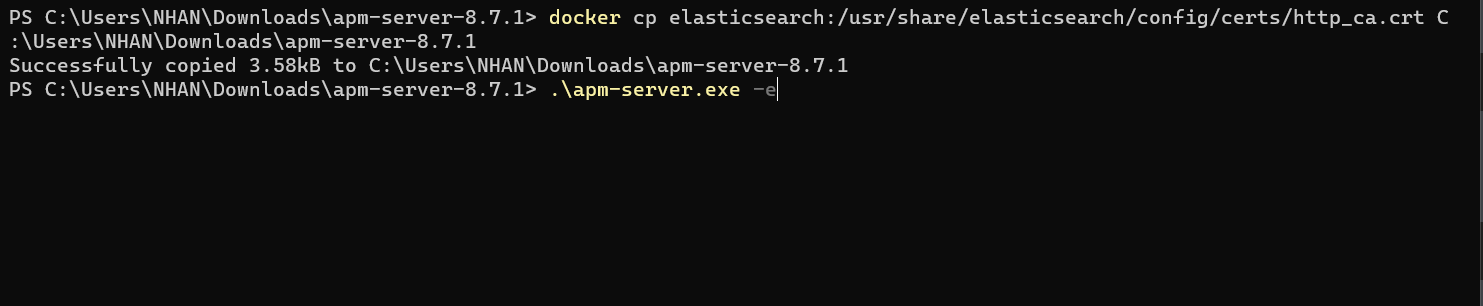 PS C:\Users\NHAN\Downloads\apm-server-8.7.1> docker cp elasticsearch:/usr/share/elasticsearch/config/certs/http_ca.crt C
:\Users\NHAN\Downloads\apm-server-8.7.1
Successfully copied 3.58kB to C:\Users\NHAN\Downloads\apm-server-8.7.1
PS C:\Users\NHAN\Downloads\apm-server-8.7.1> .\apm-server.exe -e